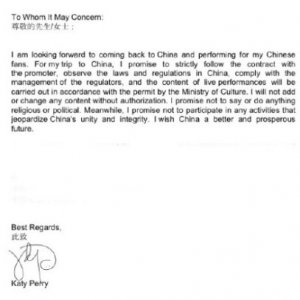 To Whom It May Concern:
尊敬的先生/女士：
I am looking forward to coming back to China and performing for my Chinese
fans. For my trip to China, I promise to strictly follow the contract with
the promoter, observe the laws and regulations in China, comply with the
management of the regulators, and the content of live performances will be
carried out in accordance with the permit by the Ministry of Culture. I will not add
or change any content without authorization. I promise not to say or do anything
religious or political. Meanwhile, I promise not to participate in any activities that
jeopardize China's unity and integrity. I wish China a better and prosperous
future.
Best Regards,
此致
Katy Perry